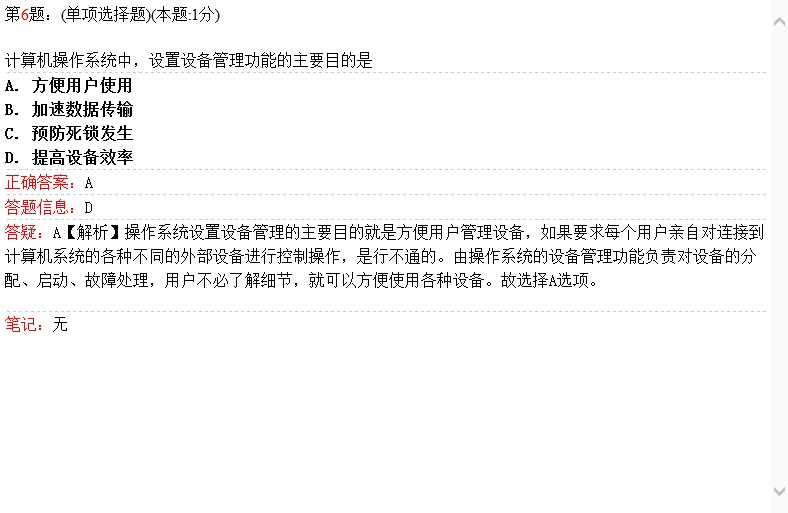 第6题：(单项选择题)(本题:1分)
计算机操作系统中，设置设备管理功能的主要目的是
A. 方便用户使用
B. 加速数据传输
C. 预防死锁发生
D. 提高设备效率
正确答案：A
答题信息：D
答疑：A【解析】操作系统设置设备管理的主要目的就是方便用户管理设备，如果要求每个用户亲自对连接到
计算机系统的各种不同的外部设备进行控制操作，是行不通的。由操作系统的设备管理功能负责对设备的分
配、启动、故障处理，用户不必了解细节，就可以方便使用各种设备。故选择A选项。
笔记：无